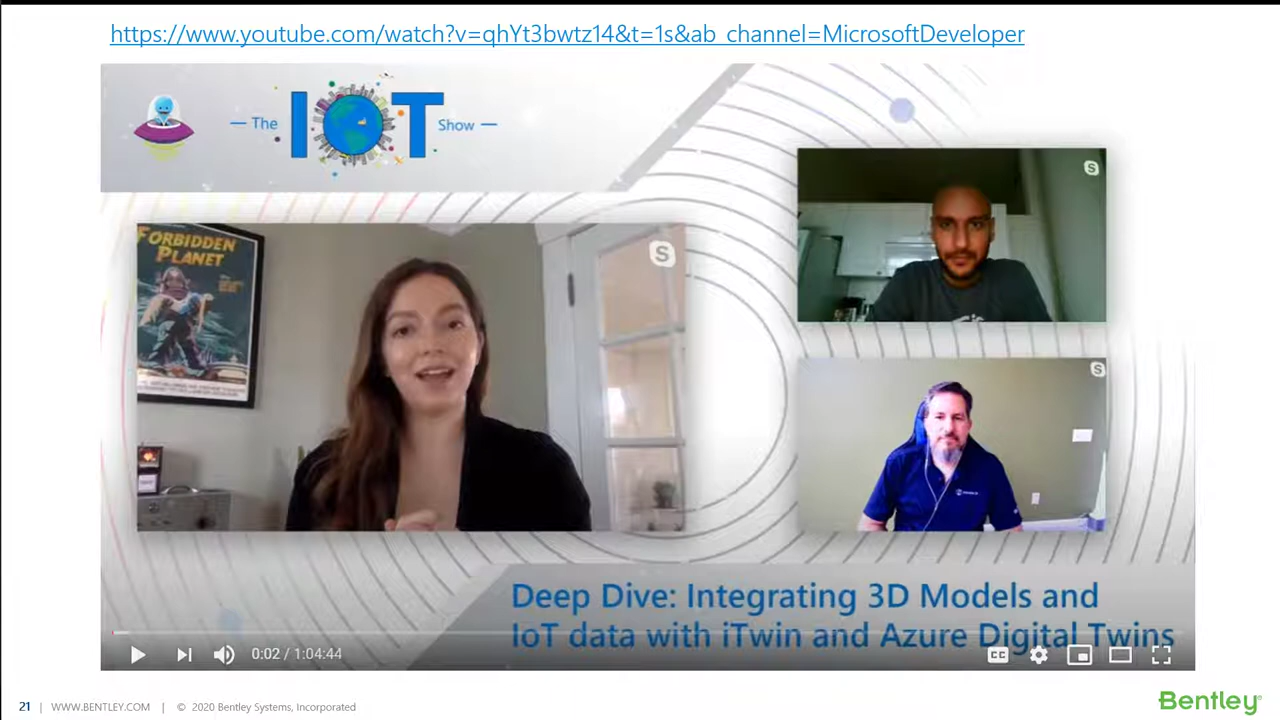 https://www.youtube.com/watch?v=qhYt3bwtz14&t=1s&ab_channel=MicrosoftDeveloper
The IOT Show
FORBIDDEN
PLANET
Deep Dive: Integrating 3D Models and
IoT data with iTwin and Azure Digital Twins
0:02 / 1:04:44
CC
21 | WWW.BENTLEY.COM | © 2020 Bentley Systems, Incorporated
Bentley